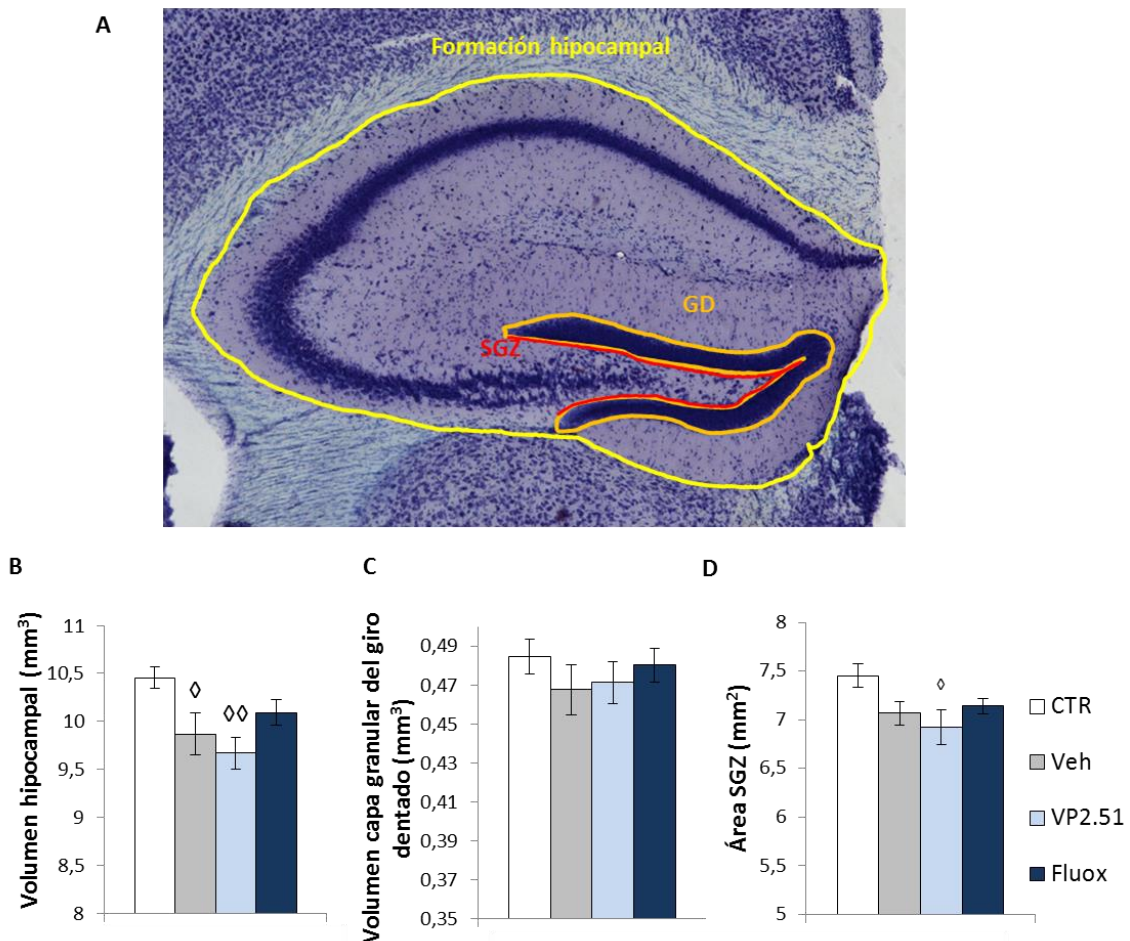 A
Formación hipocampal
GD
SGZ
B
C
D
Volumen hipocampal (mm³)
11
10,5
10
9,5
9
8,5
8
◊
◊◊
Volumen capa granular del giro
dentado (mm³)
0,49
0,47
0,45
0,43
0,41
0,39
0,37
0,35
Área SGZ (mm²)
8
7,5
7
6,5
6
5,5
5
◊
CTR
Veh
VP2.51
Fluox